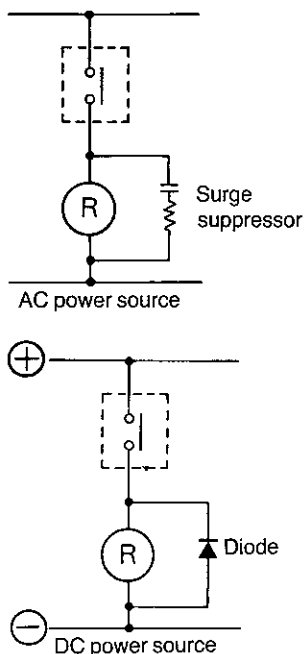 R
Surge
suppressor
AC power source
+
R
Diode
−
DC power source